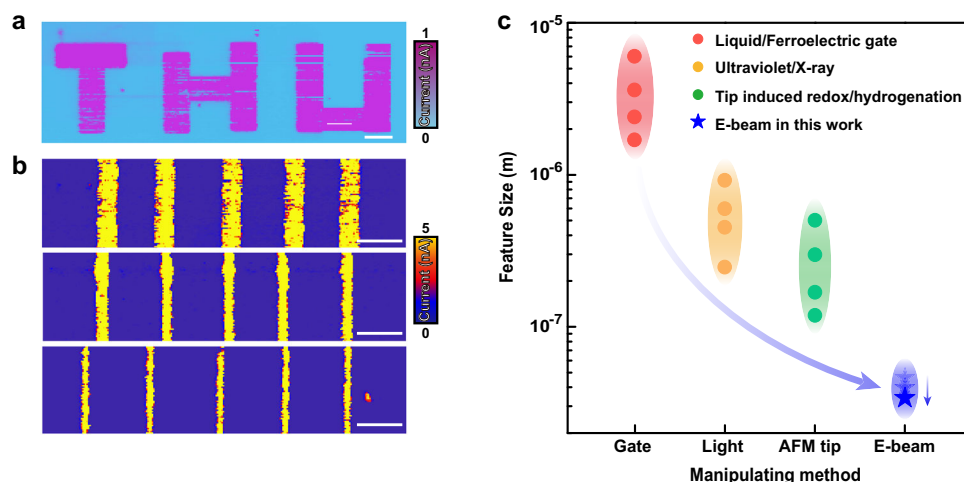 a
THU
1
Current (nA)
0
b
5
Current (nA)
0
c
Liquid/Ferroelectric gate
Ultraviolet/X-ray
Tip induced redox/hydrogenation
E-beam in this work
10⁻⁵
10⁻⁶
10⁻⁷
Feature Size (m)
Gate Light AFM tip E-beam
Manipulating method